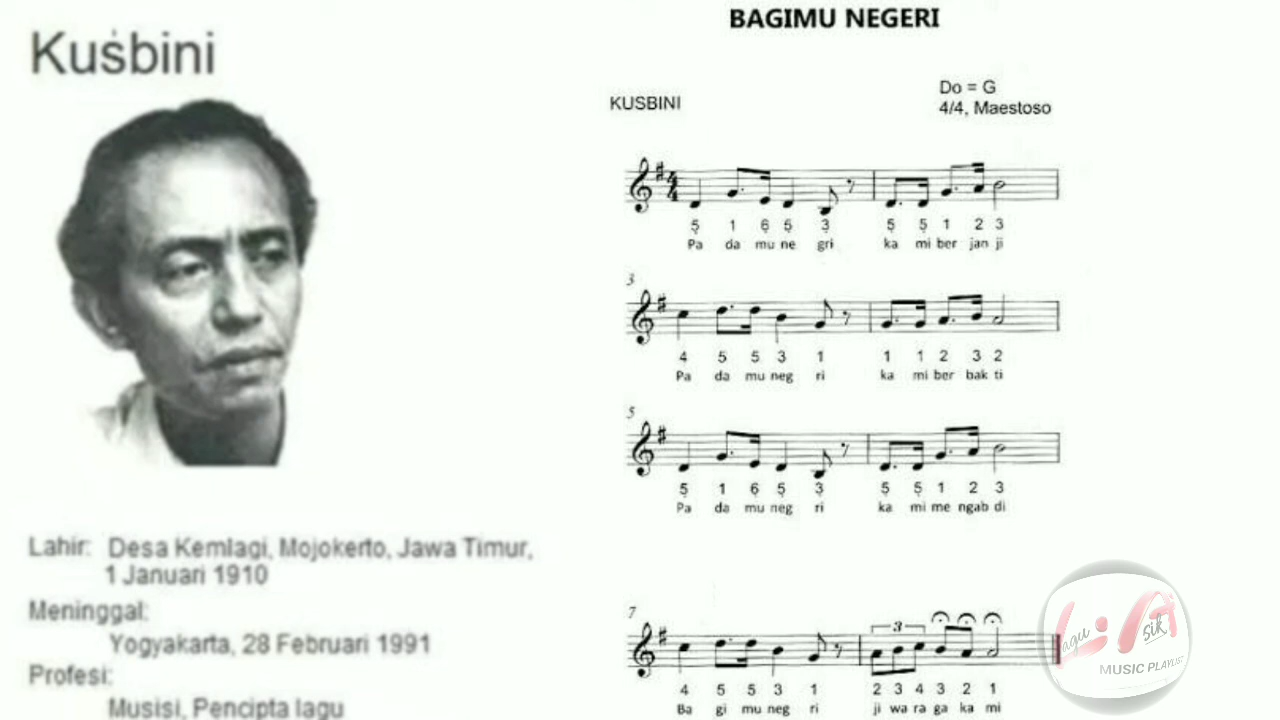 Kusbini
Lahir: Desa Kemlagi, Mojokerto, Jawa Timur,
1 Januari 1910
Meninggal:
Yogyakarta, 28 Februari 1991
Profesi:
Musisi, Pencipta lagu
BAGIMU NEGERI
KUSBINI
Do = G
4/4, Maestoso
5̣ 1 6̣ 5̣ 3̣ 5̣ 5̣ 1 2 3
Pa da mu ne gri ka mi ber jan ji
3
4 5 5 3 1 1 1 2 3 2
Pa da mu neg ri ka mi ber bak ti
5
5̣ 1 6̣ 5̣ 3̣ 5̣ 5̣ 1 2 3
Pa da mu neg ri ka mi me ngab di
7
3
4 5 5 3 1 2 3 4 3 2 1
Ba gi mu neg ri ji wa ra ga ka mi
Lagu Asik
MUSIC PLAYLIST